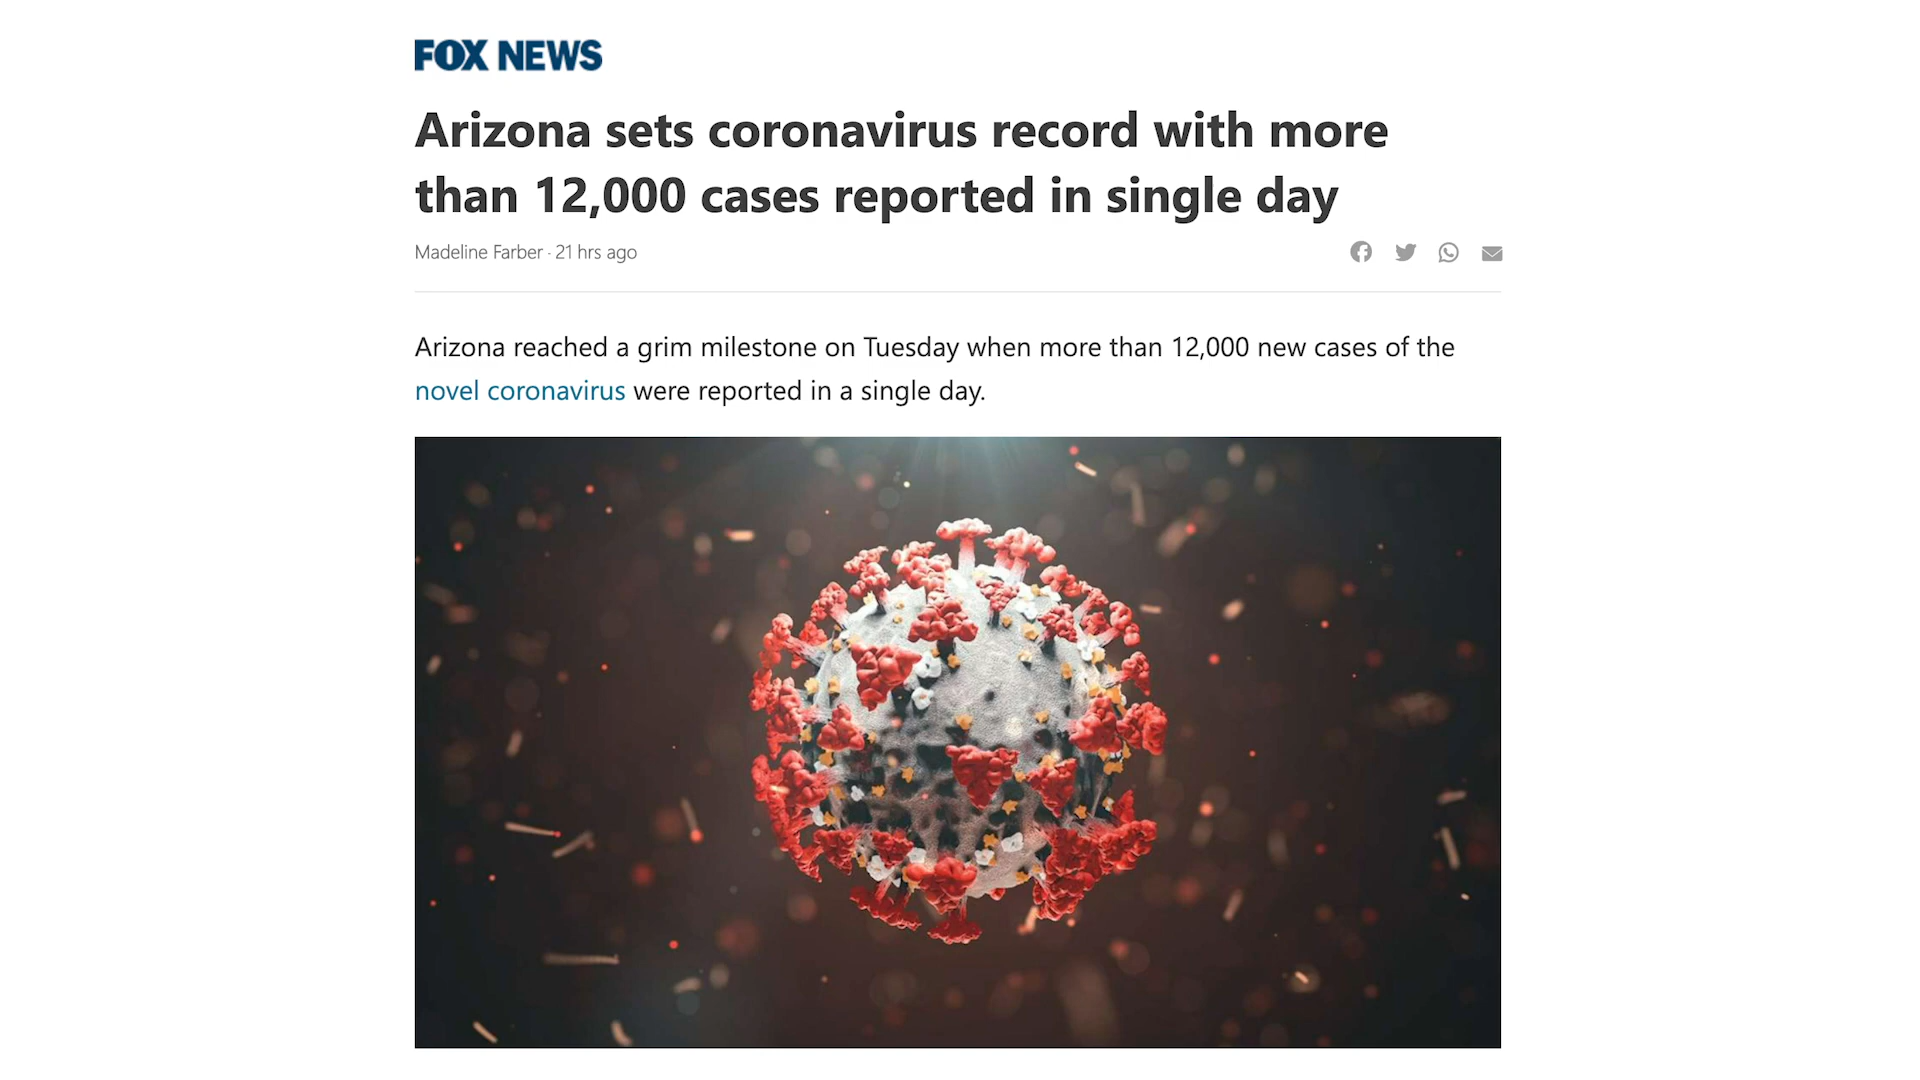 FOX NEWS
Arizona sets coronavirus record with more
than 12,000 cases reported in single day
Madeline Farber · 21 hrs ago
Arizona reached a grim milestone on Tuesday when more than 12,000 new cases of the
novel coronavirus were reported in a single day.